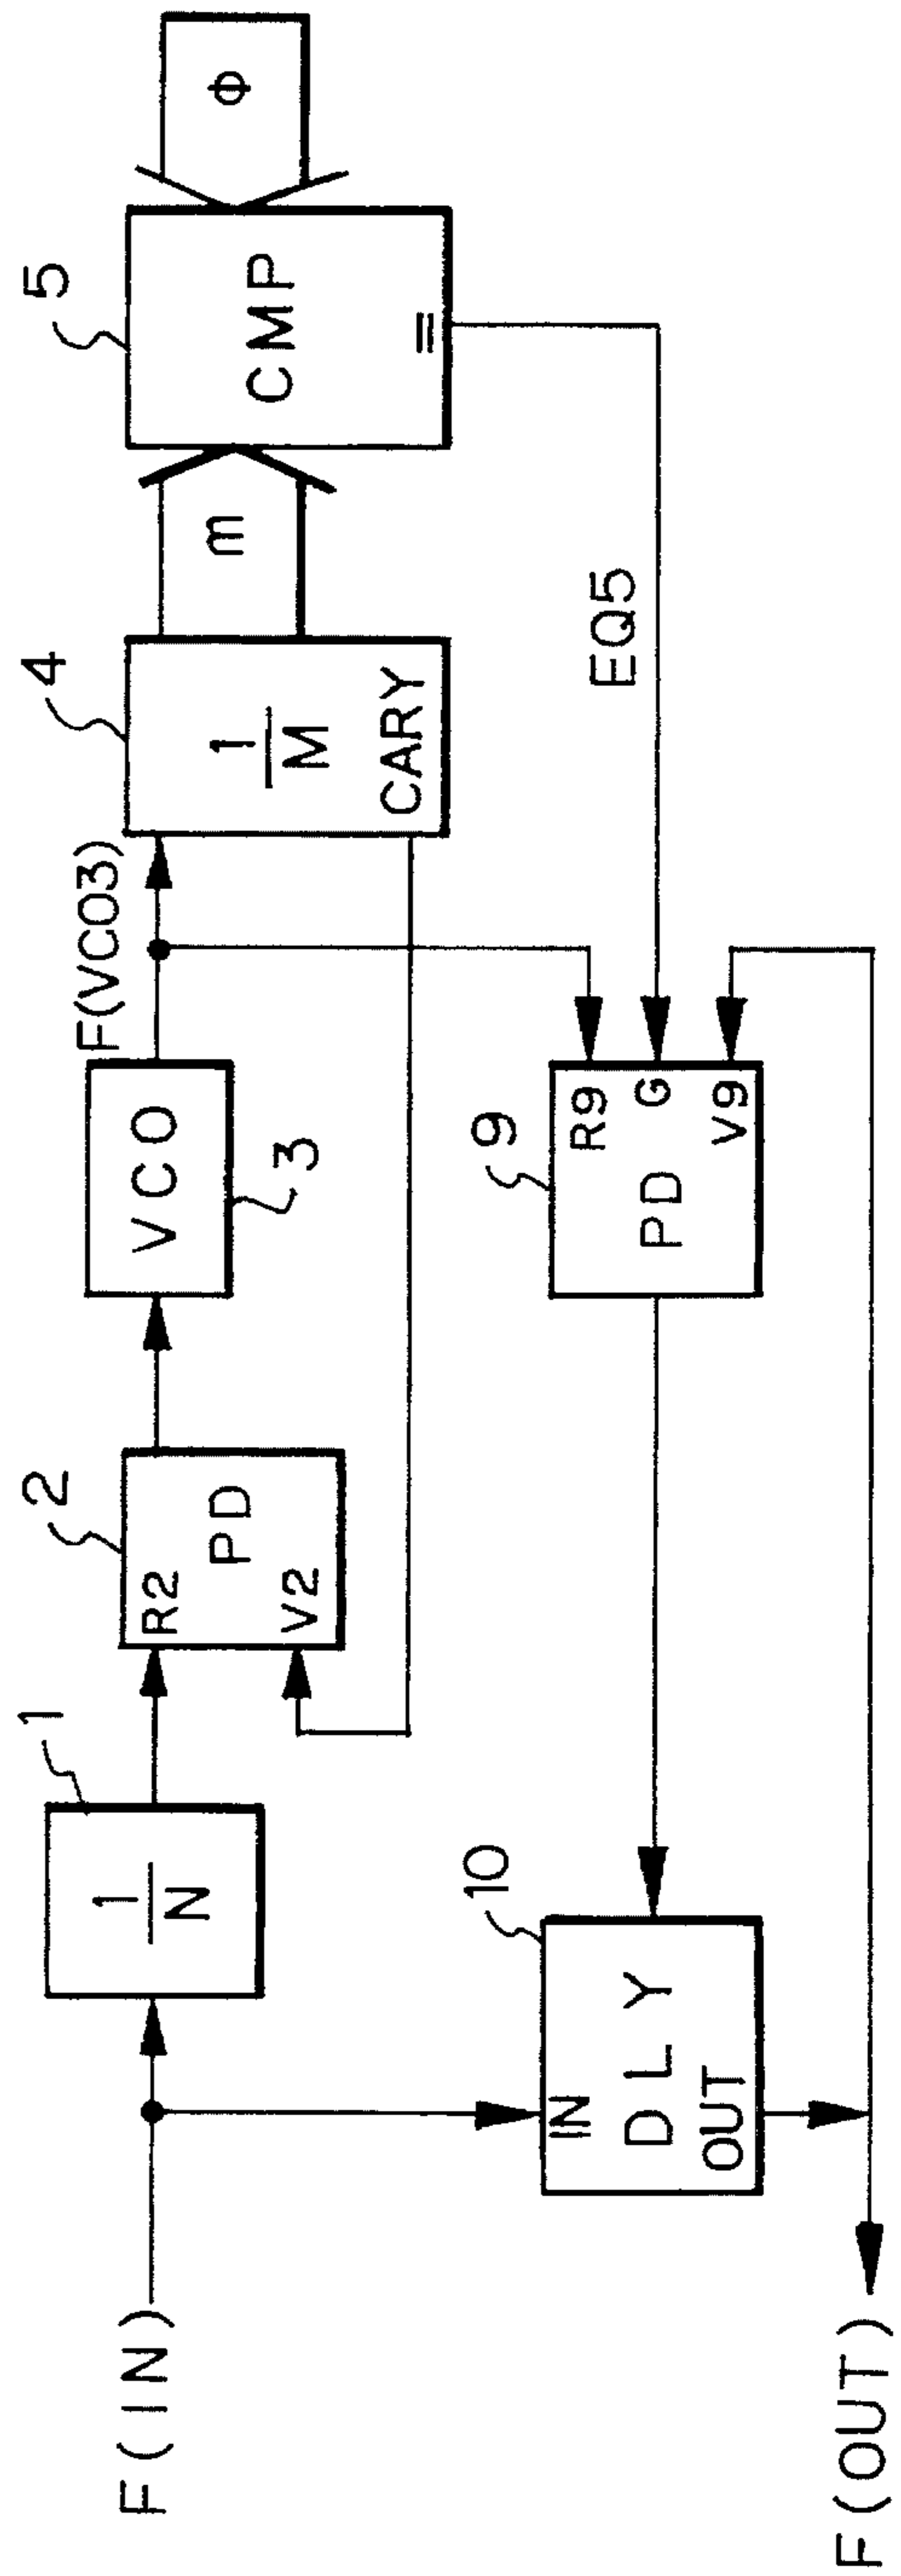 F(IN)
1
1
N
2
R2
PD
V2
VCO
3
F(VCO3)
4
1
M
CARY
m
5
CMP
=
Φ
EQ5
9
R9
G
V9
PD
10
IN
DLY
OUT
F(OUT)